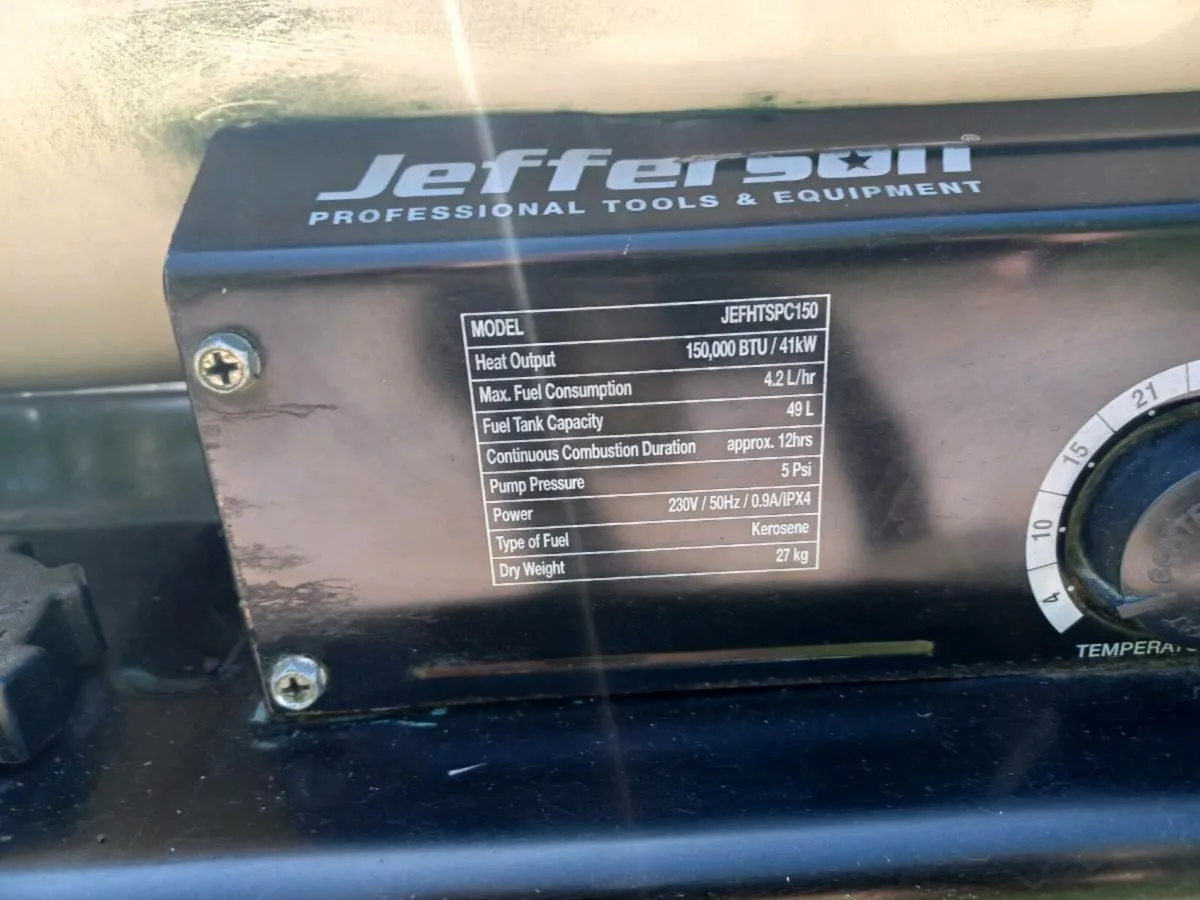 Jefferson®
PROFESSIONAL TOOLS & EQUIPMENT
MODEL JEFHTSPC150
Heat Output 150,000 BTU / 41kW
Max. Fuel Consumption 4.2 L/hr
Fuel Tank Capacity 49 L
Continuous Combustion Duration approx. 12hrs
Pump Pressure 5 Psi
Power 230V / 50Hz / 0.9A/IPX4
Type of Fuel Kerosene
Dry Weight 27 kg
21
15
10
4